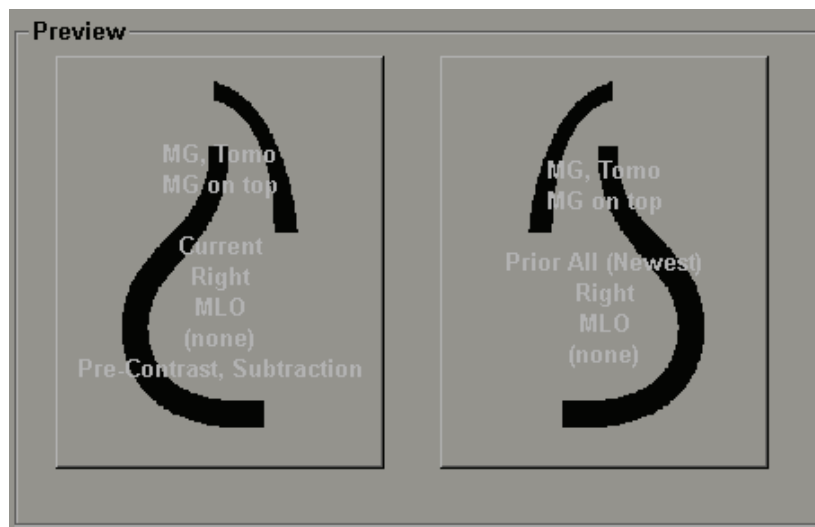 Preview
MG, Tomo
MG on top
Current
Right
MLO
(none)
Pre-Contrast, Subtraction
MG, Tomo
MG on top
Prior All (Newest)
Right
MLO
(none)